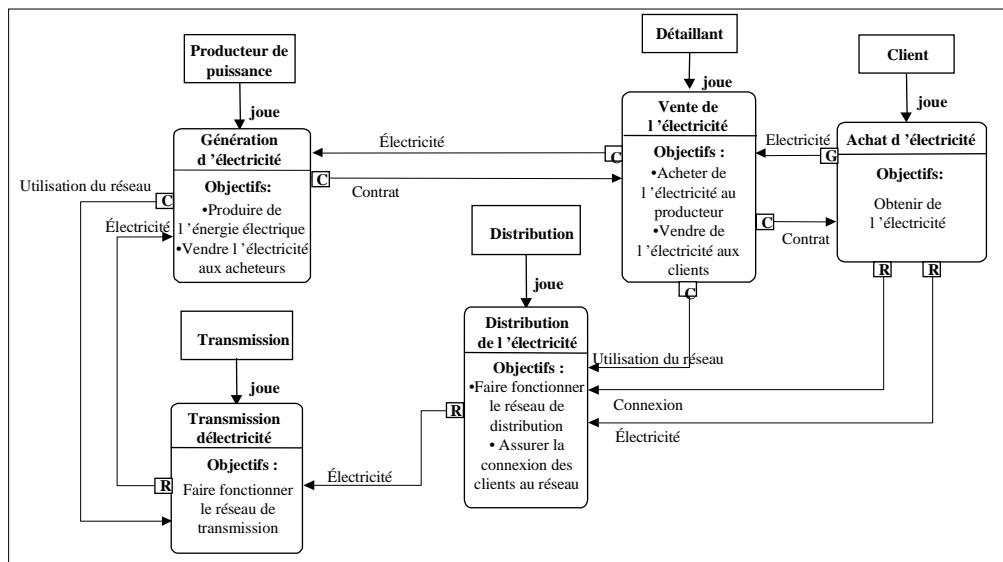 Producteur de
puissance
joue
Génération
d ’électricité
Objectifs:
•Produire de
l ’énergie électrique
•Vendre l ’électricité
aux acheteurs
C
C
Utilisation du réseau
Électricité
Électricité
Contrat
Détaillant
joue
Vente de
l ’électricité
Objectifs :
•Acheter de
l ’électricité au
producteur
•Vendre de
l ’électricité aux
clients
C
C
C
Electricité
Contrat
Client
joue
Achat d ’électricité
G
Objectifs:
Obtenir de
l ’électricité
R
R
Distribution
joue
Distribution
de l ’électricité
Objectifs :
•Faire fonctionner
le réseau de
distribution
• Assurer la
connexion des
clients au réseau
R
Utilisation du réseau
Connexion
Électricité
Électricité
Transmission
joue
Transmission
délectricité
Objectifs :
Faire fonctionner
le réseau de
transmission
R